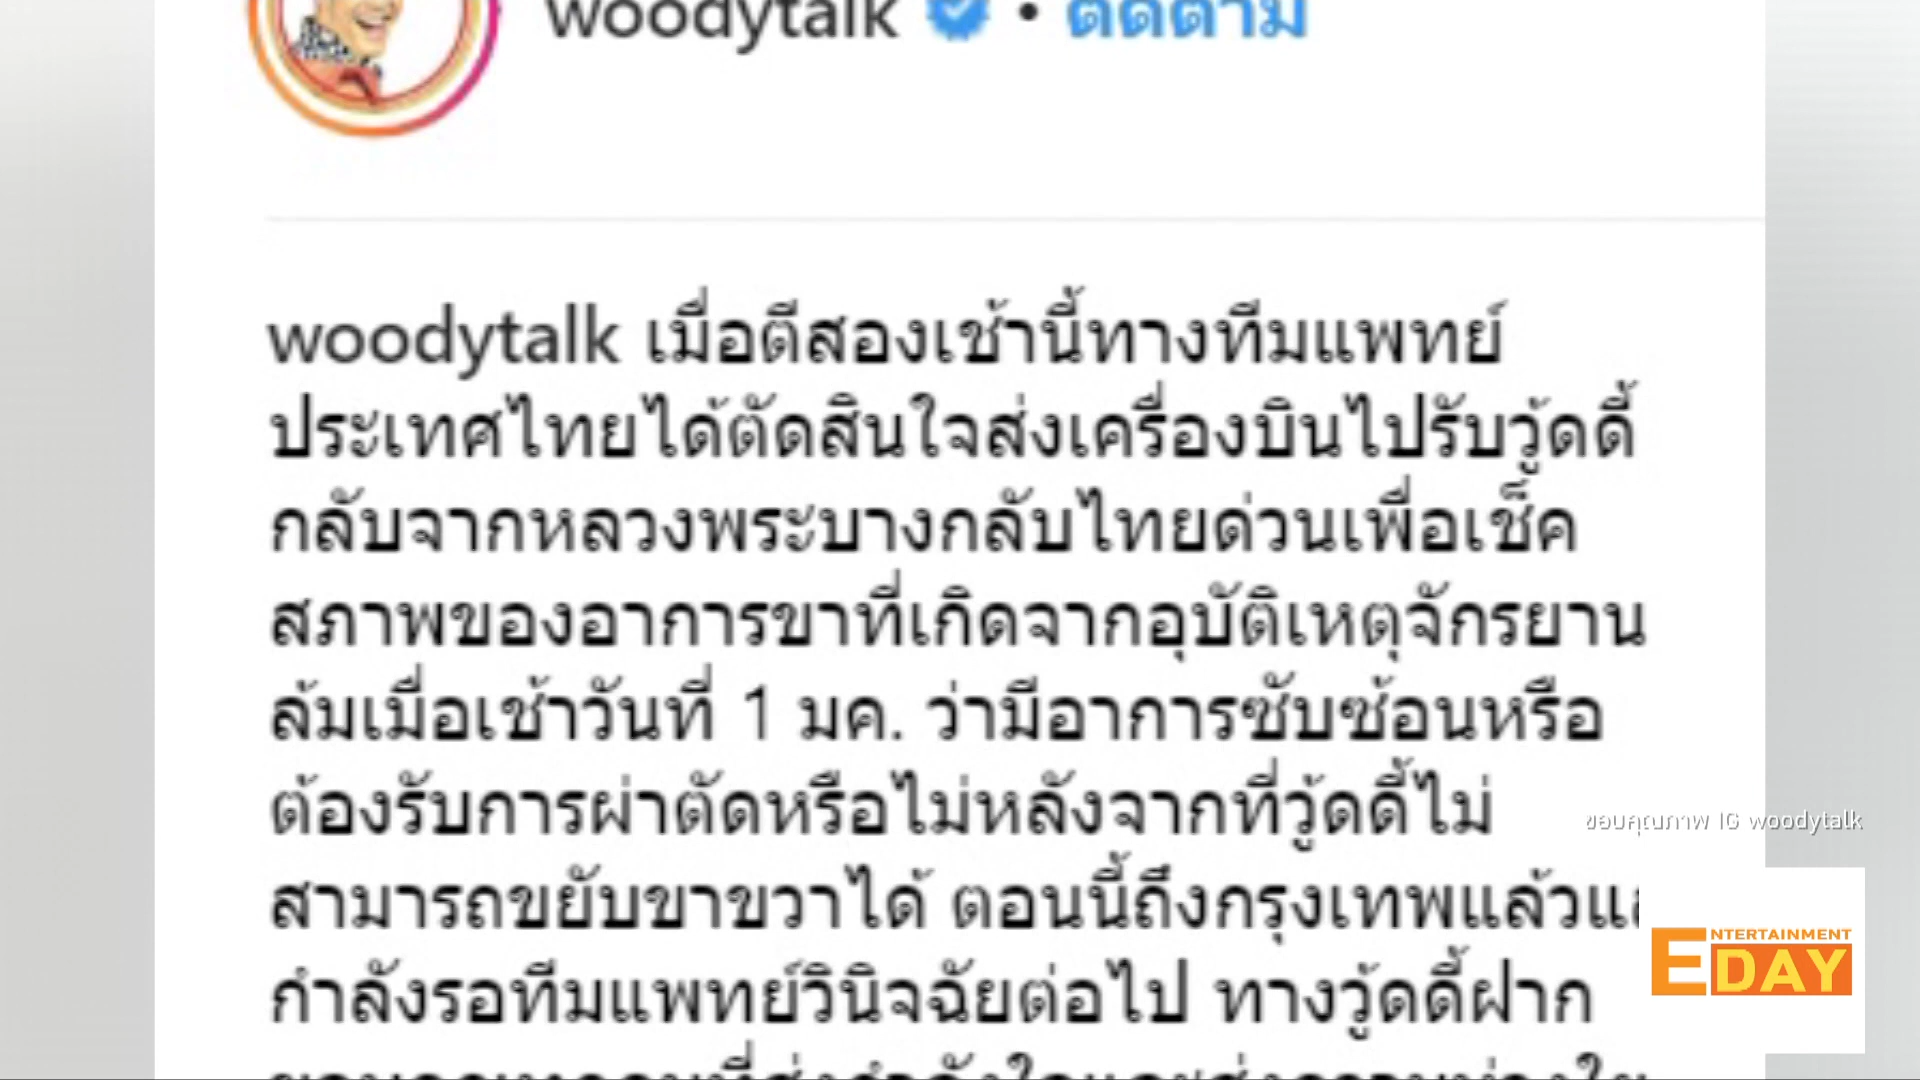 woodytalk • ติดตาม
woodytalk เมื่อตีสองเช้านี้ทางทีมแพทย์
ประเทศไทยได้ตัดสินใจส่งเครื่องบินไปรับวู้ดดี้
กลับจากหลวงพระบางกลับไทยด่วนเพื่อเช็ค
สภาพของอาการขาที่เกิดจากอุบัติเหตุจักรยาน
ล้มเมื่อเช้าวันที่ 1 มค. ว่ามีอาการซับซ้อนหรือ
ต้องรับการผ่าตัดหรือไม่หลังจากที่วู้ดดี้ไม่
สามารถขยับขาขวาได้ ตอนนี้ถึงกรุงเทพแล้ว
กำลังรอทีมแพทย์วินิจฉัยต่อไป ทางวู้ดดี้ฝาก
ขอบคุณภาพ IG woodytalk
ENTERTAINMENT
DAY